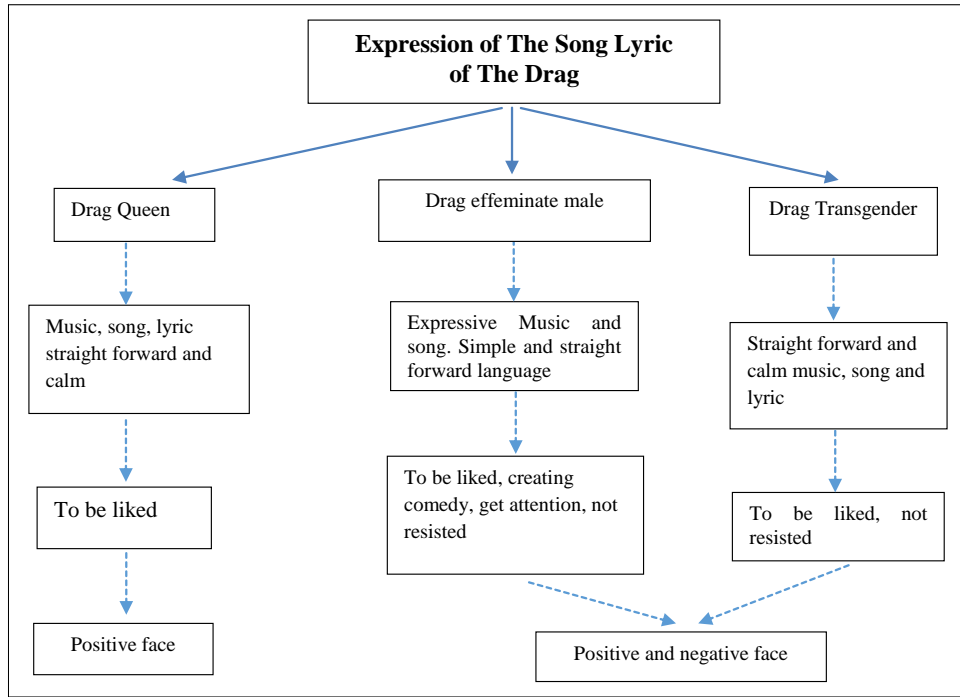 Expression of The Song Lyric
of The Drag
Drag Queen
Drag effeminate male
Drag Transgender
Music, song, lyric
straight forward and
calm
Expressive Music and
song. Simple and straight
forward language
Straight forward and
calm music, song and
lyric
To be liked
To be liked, creating
comedy, get attention, not
resisted
To be liked, not
resisted
Positive face
Positive and negative face